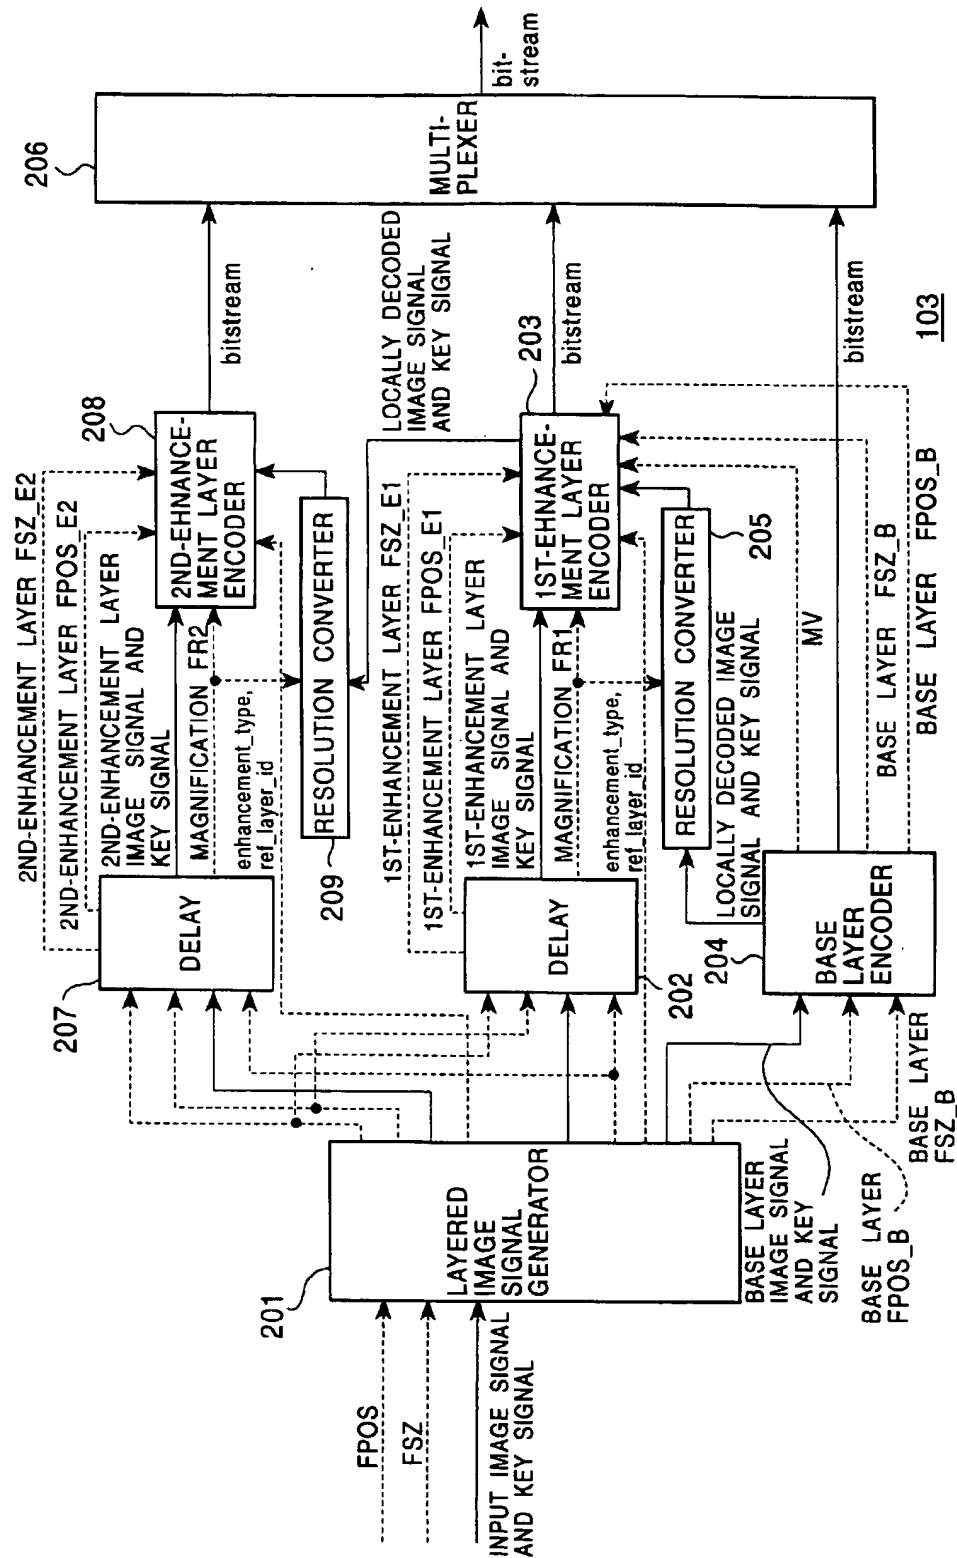 FPOS
FSZ
INPUT IMAGE SIGNAL
AND KEY SIGNAL
201
LAYERED
IMAGE
SIGNAL
GENERATOR
BASE LAYER
IMAGE SIGNAL
AND KEY
SIGNAL
BASE LAYER
FPOS_B
BASE LAYER
FSZ_B
207
DELAY
2ND-ENHANCEMENT LAYER FSZ_E2
2ND-ENHANCEMENT LAYER FPOS_E2
2ND-ENHANCEMENT LAYER
IMAGE SIGNAL AND
KEY SIGNAL
MAGNIFICATION FR2
enhancement_type,
ref_layer_id
208
2ND-EHNANCE-
MENT LAYER
ENCODER
209
RESOLUTION CONVERTER
bitstream
LOCALLY DECODED
IMAGE SIGNAL
AND KEY SIGNAL
202
DELAY
1ST-ENHANCEMENT LAYER FSZ_E1
1ST-ENHANCEMENT LAYER FPOS_E1
1ST-ENHANCEMENT LAYER
IMAGE SIGNAL AND
KEY SIGNAL
MAGNIFICATION FR1
enhancement_type,
ref_layer_id
203
1ST-EHNANCE-
MENT LAYER
ENCODER
205
RESOLUTION CONVERTER
bitstream
LOCALLY DECODED IMAGE
SIGNAL AND KEY SIGNAL
204
BASE
LAYER
ENCODER
MV
bitstream
BASE LAYER FSZ_B
BASE LAYER FPOS_B
206
MULTI-
PLEXER
bit-
stream
103